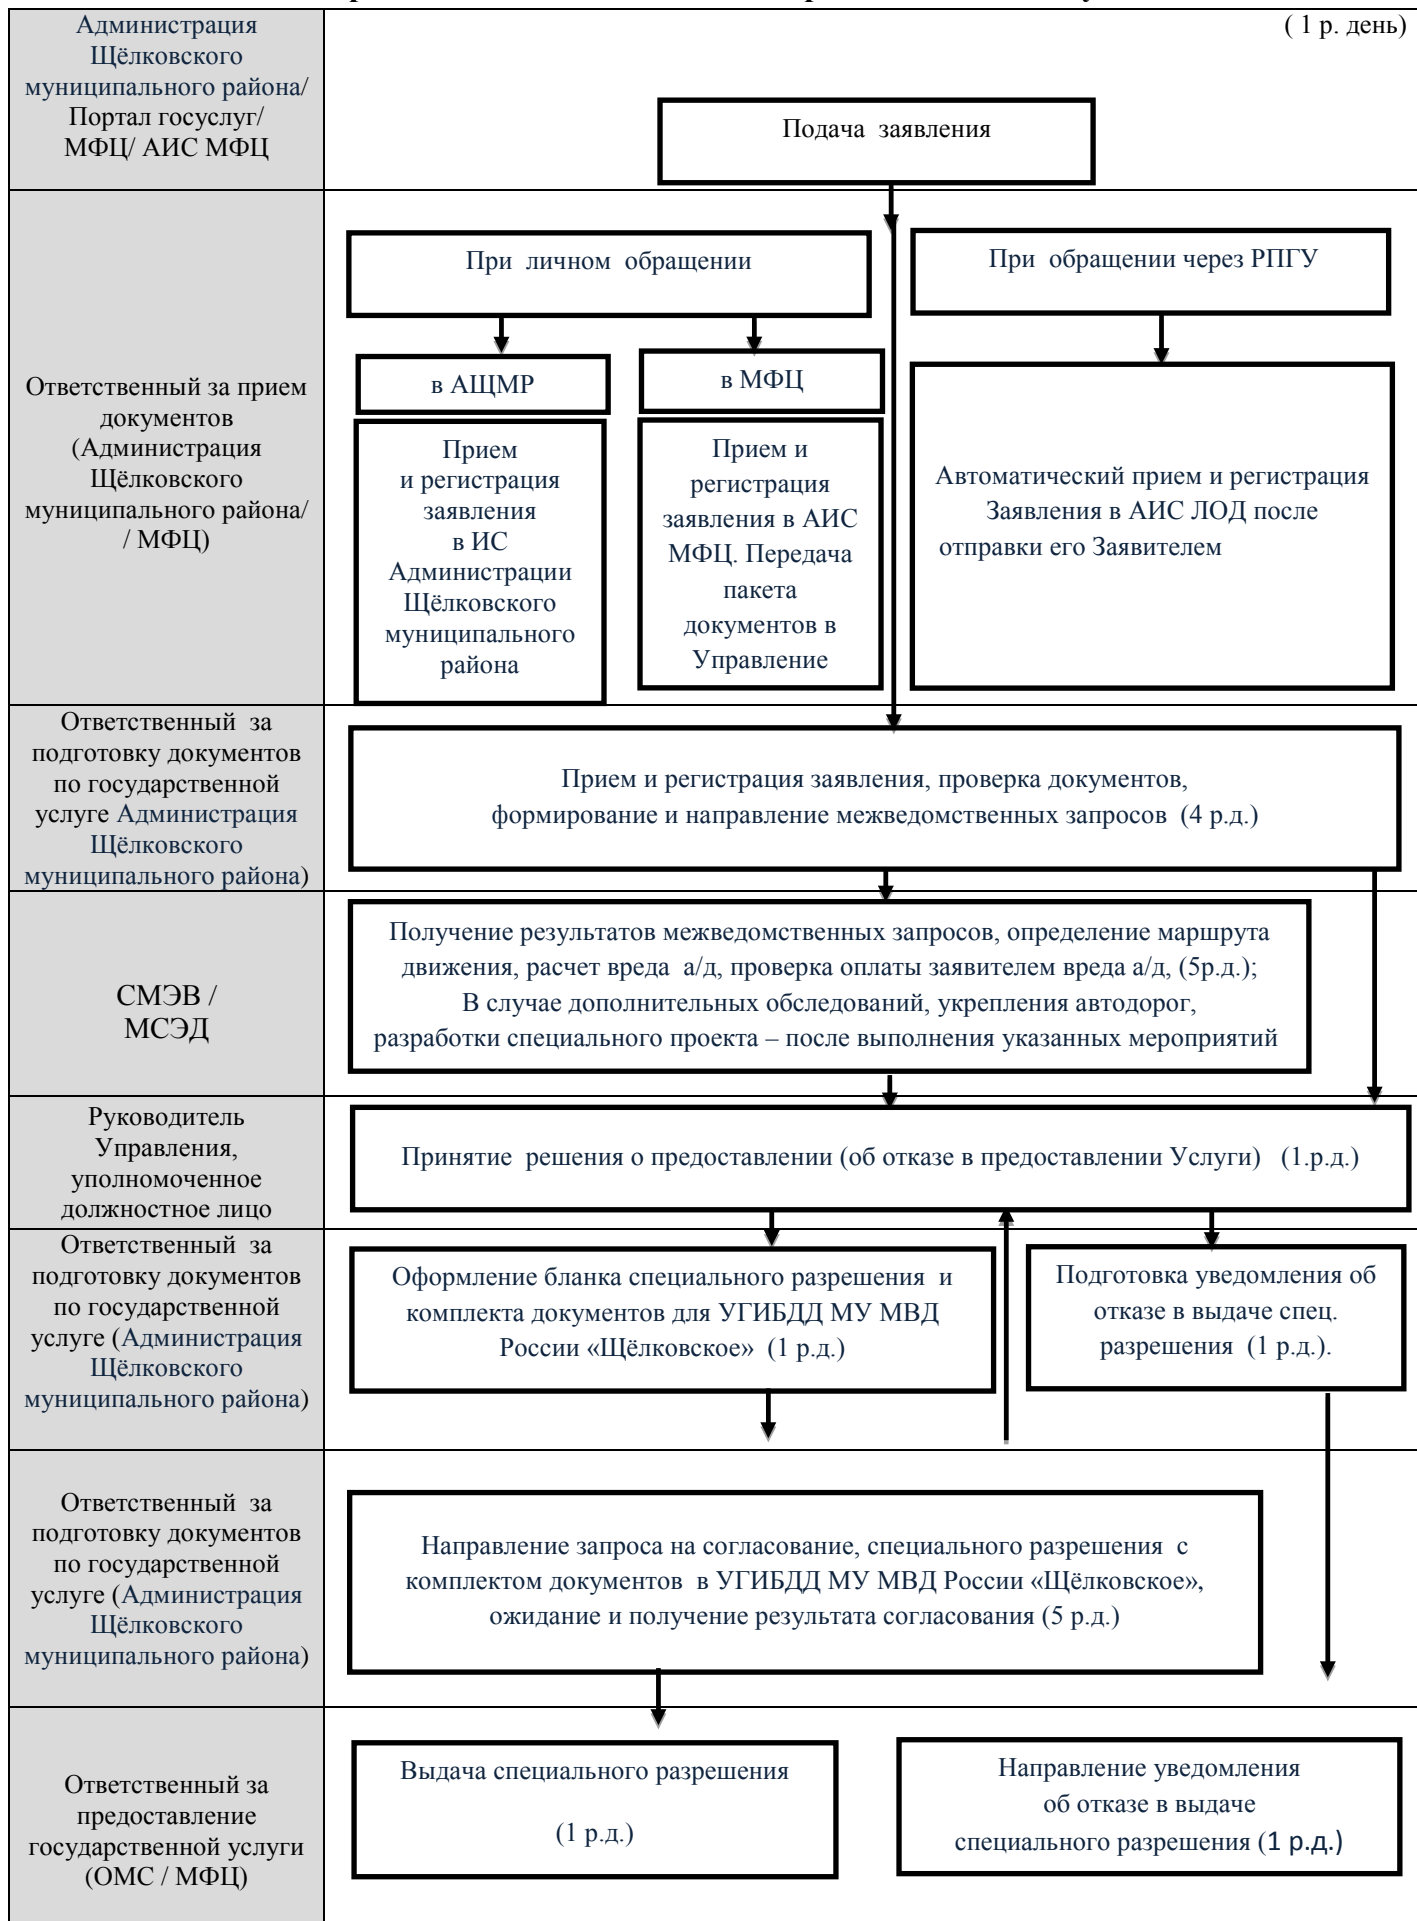 Администрация
Щёлковского
муниципального района/
Портал госуслуг/
МФЦ/ АИС МФЦ
( 1 р. день)
Подача заявления
Ответственный за прием
документов
(Администрация
Щёлковского
муниципального района/
/ МФЦ)
При личном обращении
При обращении через РПГУ
в АЩМР
в МФЦ
Прием
и регистрация
заявления
в ИС
Администрации
Щёлковского
муниципального
района
Прием и
регистрация
заявления в АИС
МФЦ. Передача
пакета
документов в
Управление
Автоматический прием и регистрация
Заявления в АИС ЛОД после
отправки его Заявителем
Ответственный за
подготовку документов
по государственной
услуге Администрация
Щёлковского
муниципального района)
Прием и регистрация заявления, проверка документов,
формирование и направление межведомственных запросов (4 р.д.)
СМЭВ /
МСЭД
Получение результатов межведомственных запросов, определение маршрута
движения, расчет вреда а/д, проверка оплаты заявителем вреда а/д, (5р.д.);
В случае дополнительных обследований, укрепления автодорог,
разработки специального проекта – после выполнения указанных мероприятий
Руководитель
Управления,
уполномоченное
должностное лицо
Принятие решения о предоставлении (об отказе в предоставлении Услуги) (1.р.д.)
Ответственный за
подготовку документов
по государственной
услуге (Администрация
Щёлковского
муниципального района)
Оформление бланка специального разрешения и
комплекта документов для УГИБДД МУ МВД
России «Щёлковское» (1 р.д.)
Подготовка уведомления об
отказе в выдаче спец.
разрешения (1 р.д.).
Ответственный за
подготовку документов
по государственной
услуге (Администрация
Щёлковского
муниципального района)
Направление запроса на согласование, специального разрешения с
комплектом документов в УГИБДД МУ МВД России «Щёлковское»,
ожидание и получение результата согласования (5 р.д.)
Ответственный за
предоставление
государственной услуги
(ОМС / МФЦ)
Выдача специального разрешения
(1 р.д.)
Направление уведомления
об отказе в выдаче
специального разрешения (1 р.д.)